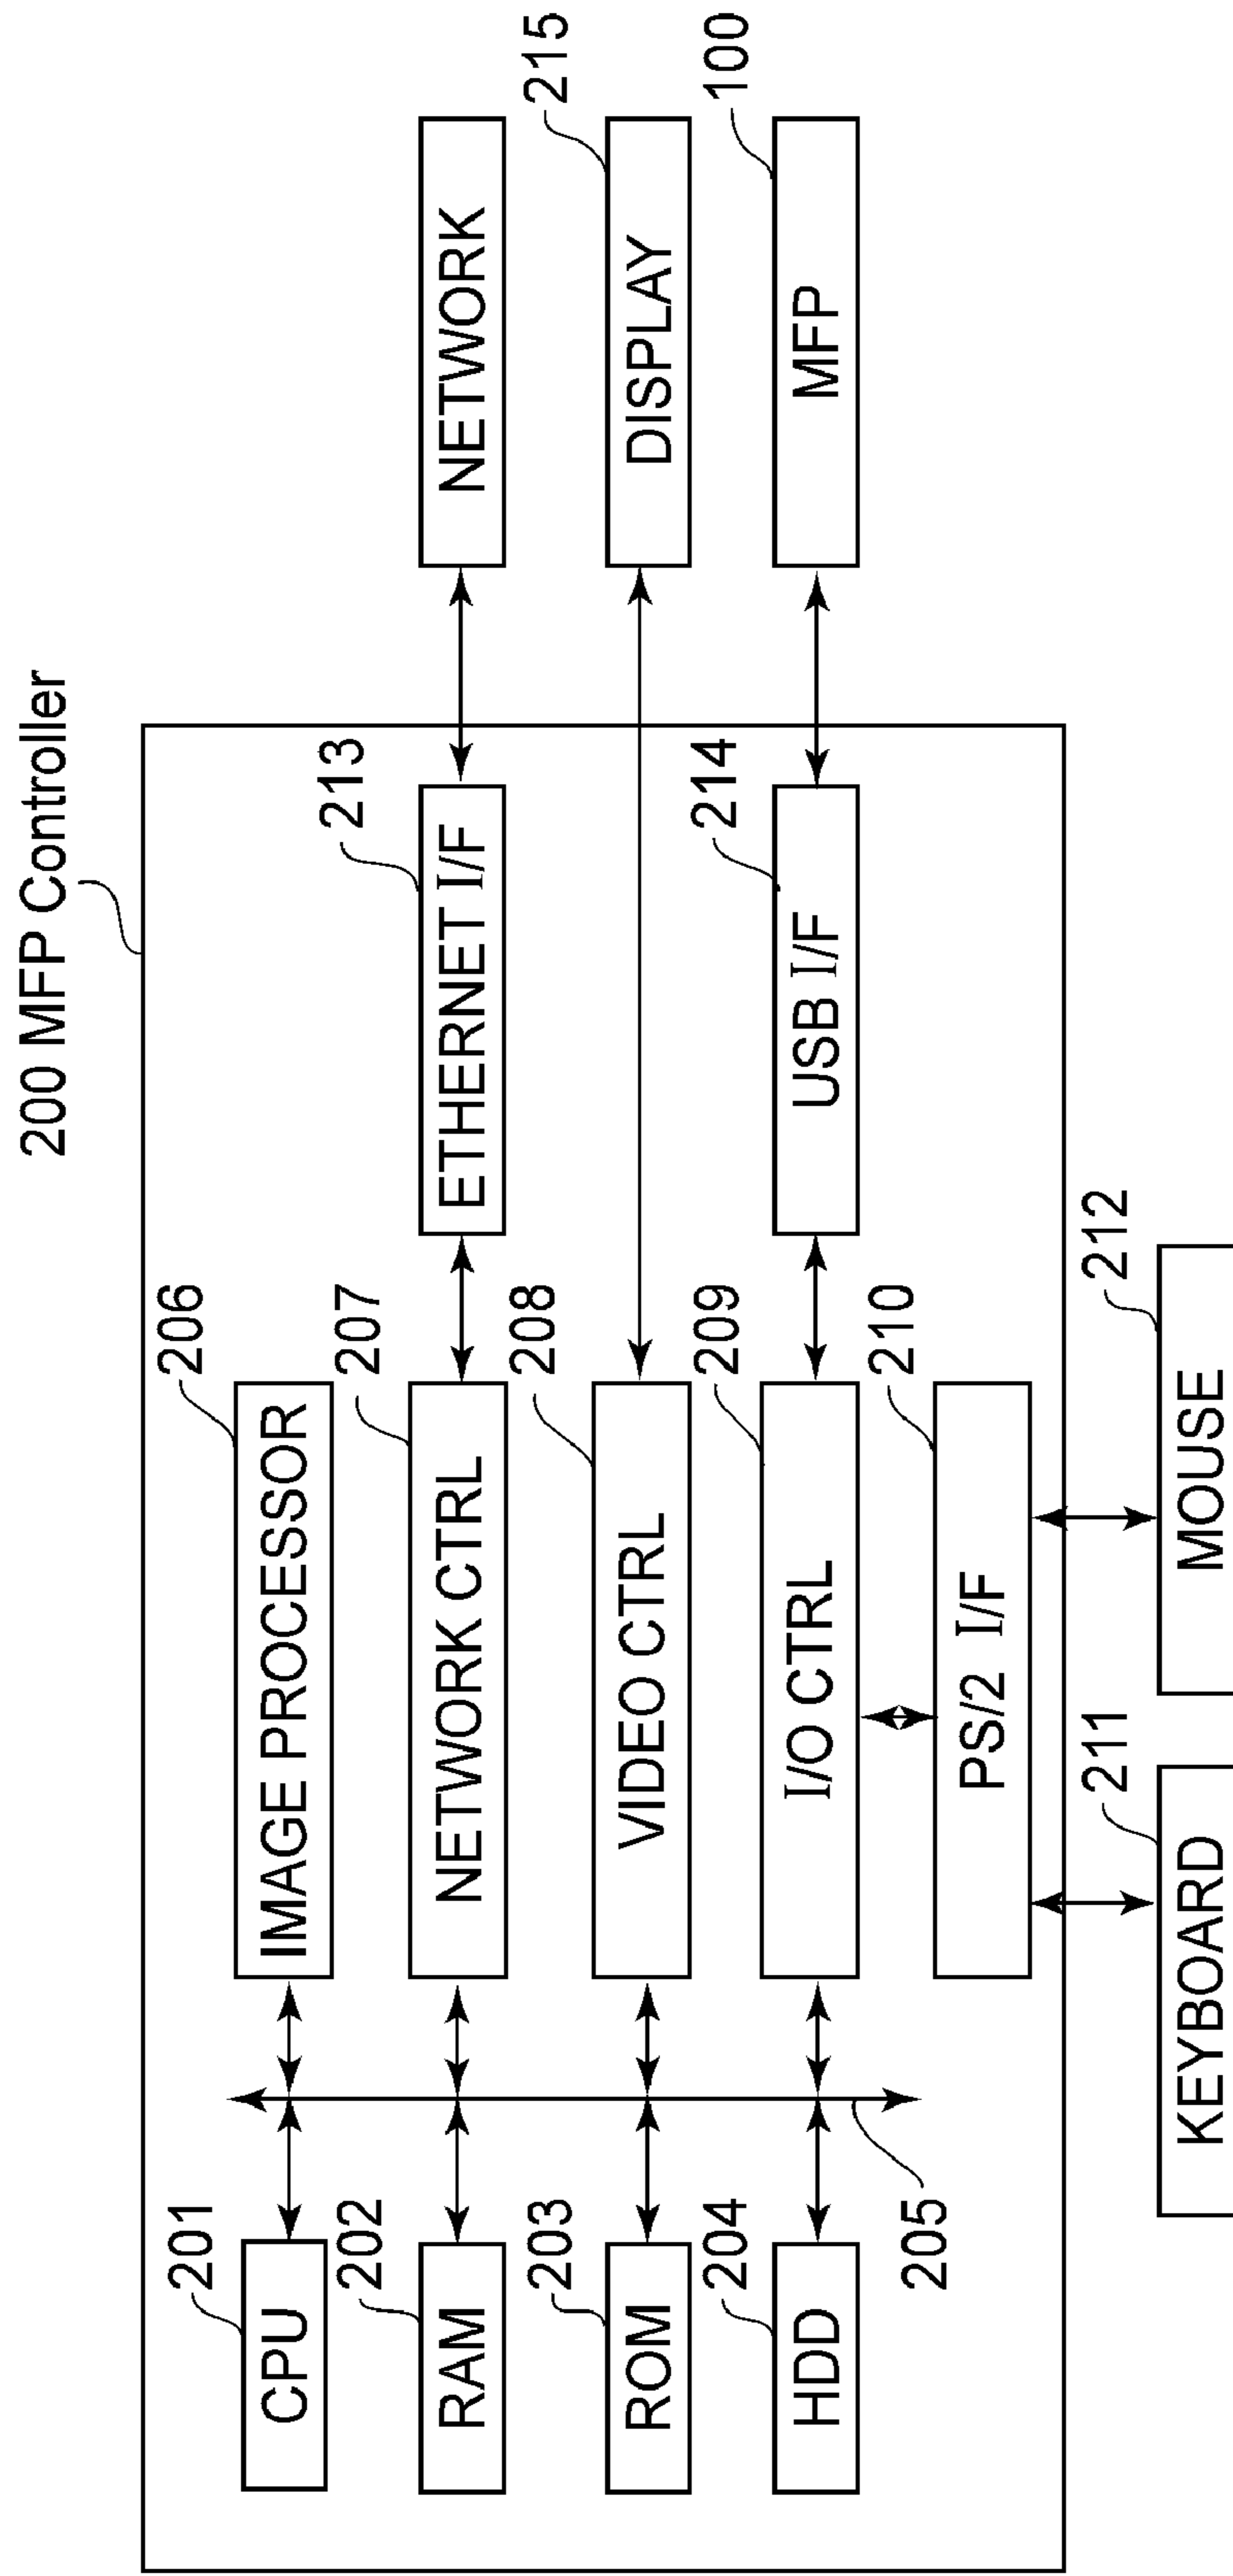 200 MFP Controller
201
CPU
206
IMAGE PROCESSOR
202
RAM
207
NETWORK CTRL
213
ETHERNET I/F
NETWORK
203
ROM
208
VIDEO CTRL
215
DISPLAY
204
HDD
209
I/O CTRL
214
USB I/F
100
MFP
205
210
PS/2 I/F
211
KEYBOARD
212
MOUSE